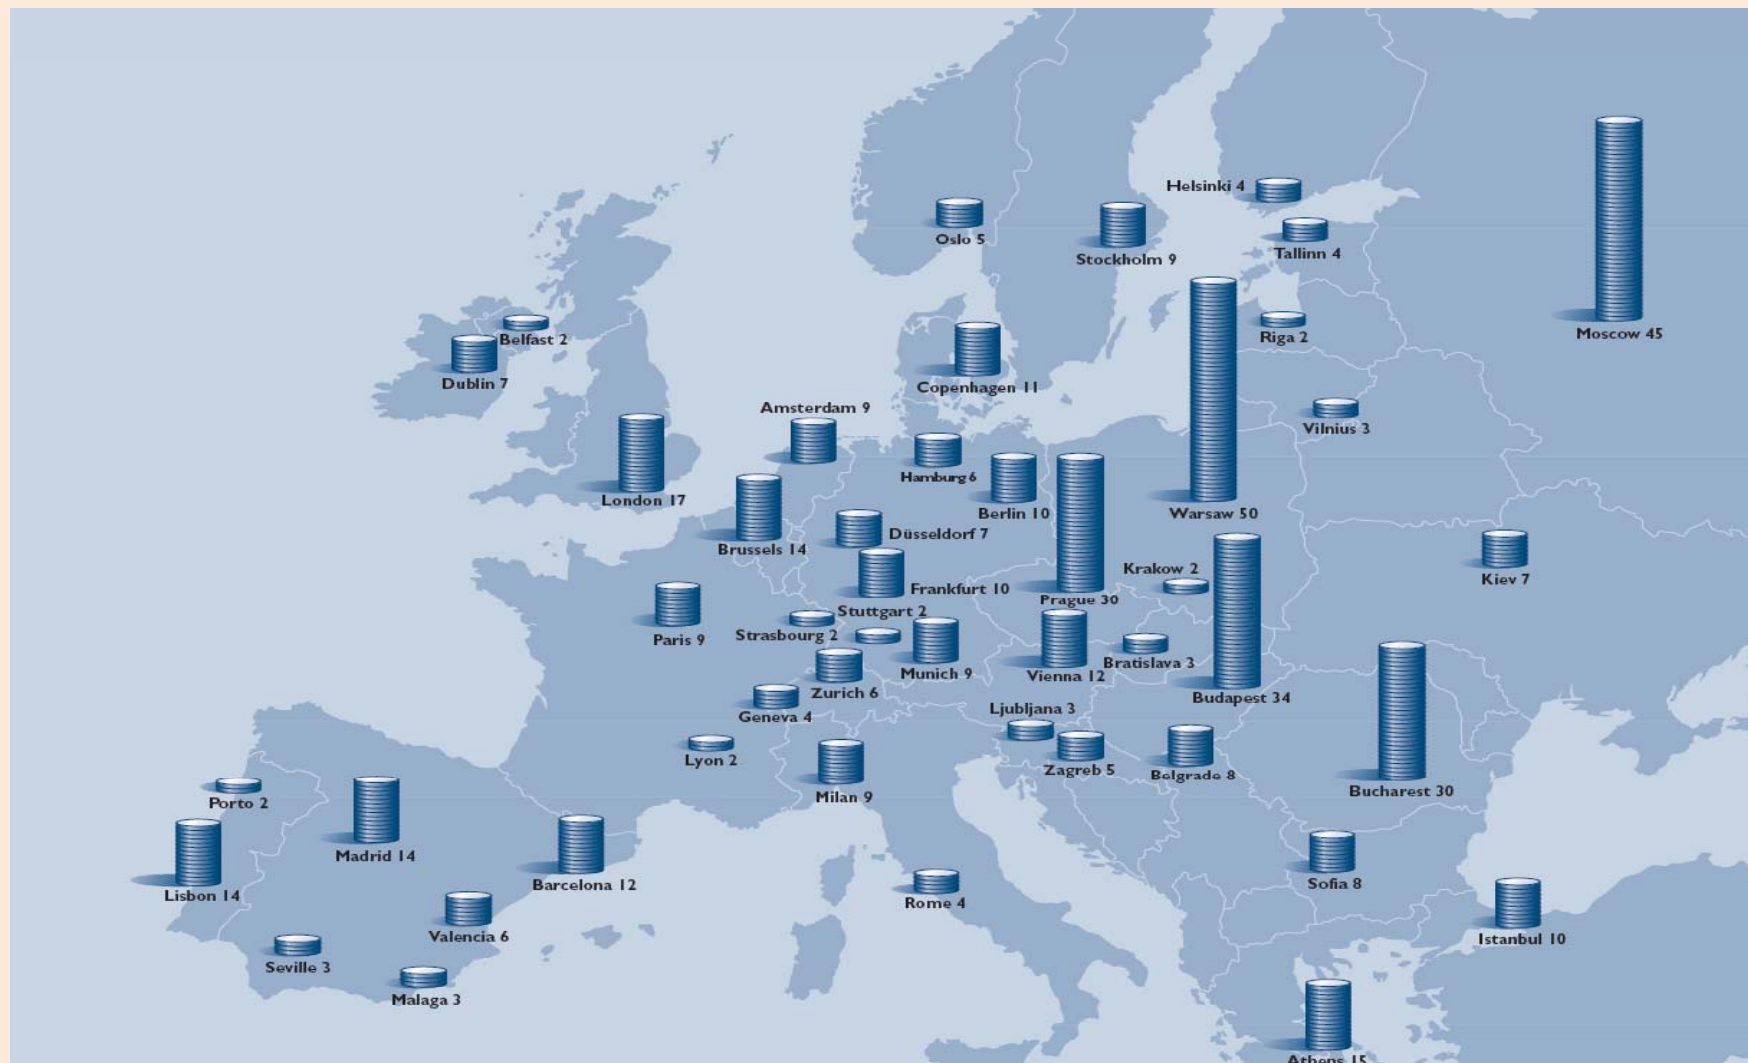 Helsinki 4
Oslo 5
Tallinn 4
Stockholm 9
Moscow 45
Riga 2
Belfast 2
Dublin 7
Copenhagen 11
Amsterdam 9
Vilnius 3
Hamburg 6
London 17
Berlin 10
Warsaw 50
Düsseldorf 7
Brussels 14
Krakow 2
Kiev 7
Frankfurt 10
Prague 30
Stuttgart 2
Strasbourg 2
Paris 9
Bratislava 3
Munich 9
Vienna 12
Zurich 6
Budapest 34
Ljubljana 3
Geneva 4
Lyon 2
Zagreb 5
Belgrade 8
Bucharest 30
Milan 9
Porto 2
Madrid 14
Barcelona 12
Sofia 8
Lisbon 14
Rome 4
Valencia 6
Istanbul 10
Seville 3
Malaga 3
Athens 15